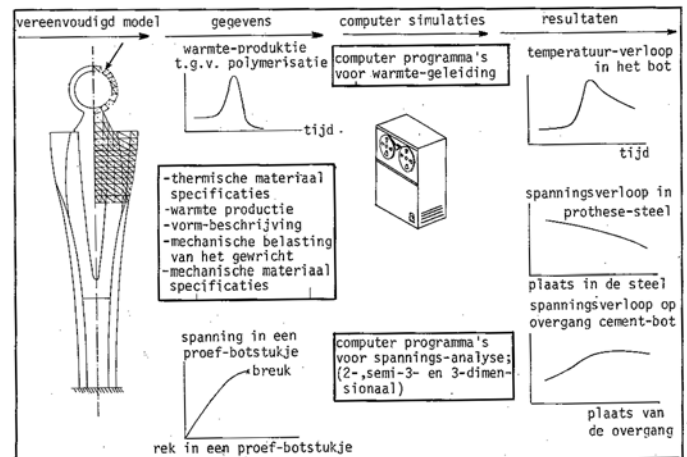 vereenvoudigd model
gegevens
computer simulaties
resultaten
warmte-produktie
t.g.v. polymerisatie
tijd
-thermische materiaal
specificaties
-warmte productie
-vorm-beschrijving
-mechanische belasting
van het gewricht
-mechanische materiaal
specificaties
spanning in een
proef-botstukje
breuk
rek in een proef-botstukje
computer programma's
voor warmte-geleiding
computer programma's
voor spannings-analyse;
(2-,semi-3- en 3-dimen-
sionaal)
temperatuur-verloop
in het bot
tijd
spanningsverloop in
prothese-steel
plaats in de steel
spanningsverloop op
overgang cement-bot
plaats van
de overgang